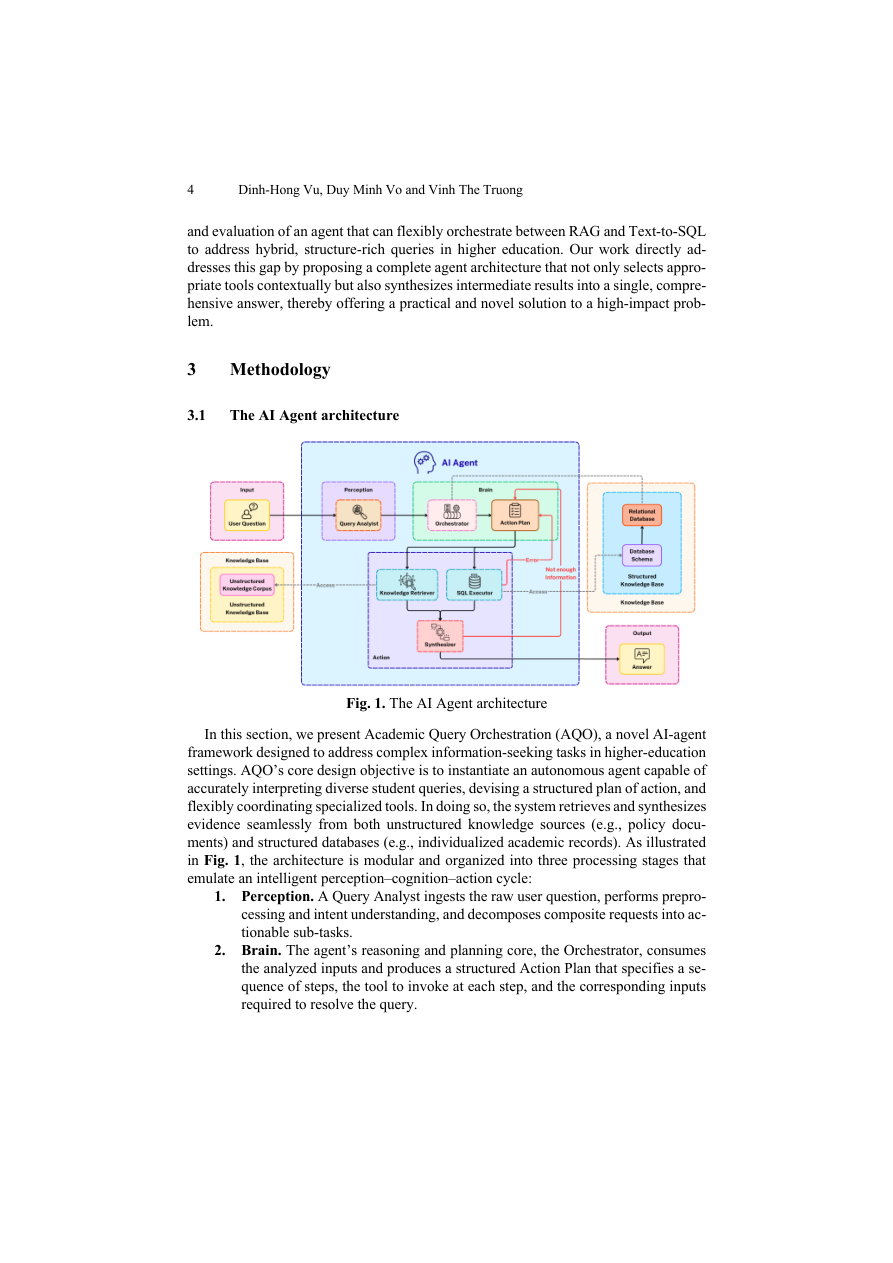 4 Dinh-Hong Vu, Duy Minh Vo and Vinh The Truong
and evaluation of an agent that can flexibly orchestrate between RAG and Text-to-SQL
to address hybrid, structure-rich queries in higher education. Our work directly ad-
dresses this gap by proposing a complete agent architecture that not only selects appro-
priate tools contextually but also synthesizes intermediate results into a single, compre-
hensive answer, thereby offering a practical and novel solution to a high-impact prob-
lem.
3 Methodology
3.1 The AI Agent architecture
AI Agent
Input
User Question
Perception
Query Analyist
Brain
Orchestrator
Action Plan
Relational
Database
Database
Scheme
Structured
Knowledge Base
Knowledge Base
Knowledge Base
Unstructured
Knowledge Corpus
Unstructured
Knowledge Base
Access
Knowledge Retriever
SQL Executor
Error
Not enough
Information
Access
Synthesizer
Action
Output
A
Answer
Fig. 1. The AI Agent architecture
In this section, we present Academic Query Orchestration (AQO), a novel AI-agent
framework designed to address complex information-seeking tasks in higher-education
settings. AQO’s core design objective is to instantiate an autonomous agent capable of
accurately interpreting diverse student queries, devising a structured plan of action, and
flexibly coordinating specialized tools. In doing so, the system retrieves and synthesizes
evidence seamlessly from both unstructured knowledge sources (e.g., policy docu-
ments) and structured databases (e.g., individualized academic records). As illustrated
in Fig. 1, the architecture is modular and organized into three processing stages that
emulate an intelligent perception–cognition–action cycle:
1. Perception. A Query Analyst ingests the raw user question, performs prepro-
cessing and intent understanding, and decomposes composite requests into ac-
tionable sub-tasks.
2. Brain. The agent’s reasoning and planning core, the Orchestrator, consumes
the analyzed inputs and produces a structured Action Plan that specifies a se-
quence of steps, the tool to invoke at each step, and the corresponding inputs
required to resolve the query.